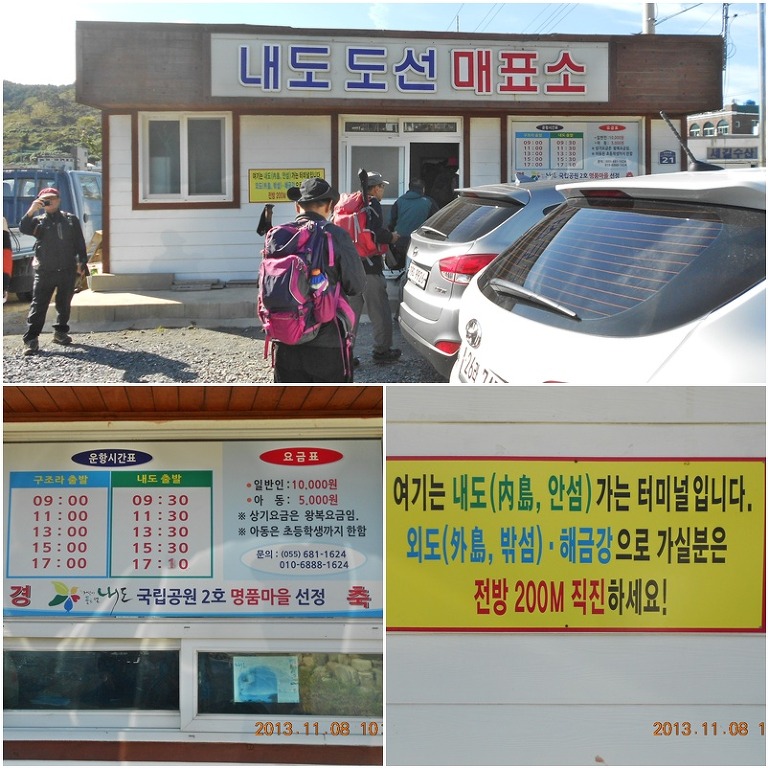 내도 도선 매표소
운항시간표
구조라 출발 내도 출발
09:00 09:30
11:00 11:30
13:00 13:30
15:30 15:30
17:00 17:10
요금표
•일반인:10,000원
•아 동: 5,000원
※ 상기요금은 왕복요금임.
※ 아동은 초등학생까지 한함
문의 : (055) 681-1624
010-6888-1624
경 내도 국립공원 2호 명품마을 선정 축
2013.11.08 10
여기는 내도(內島, 안섬) 가는 터미널입니다.
외도(外島, 밖섬)·해금강으로 가실분은
전방 200M 직진하세요!
2013.11.08 1
21